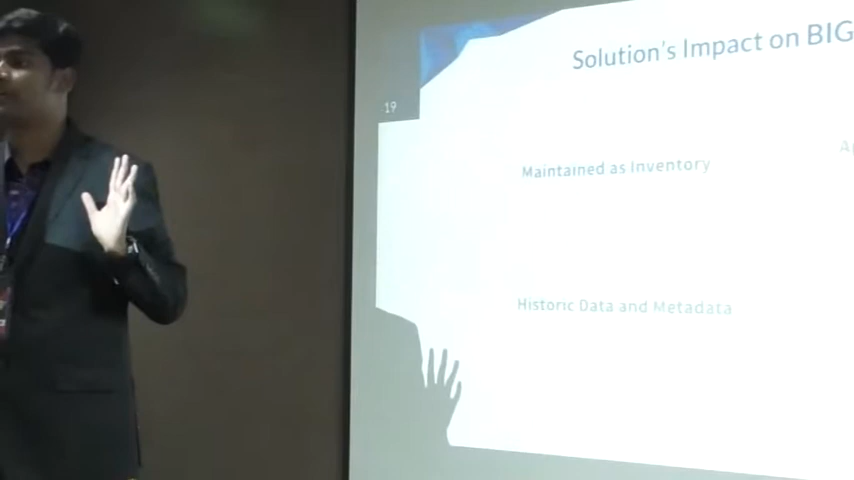 Solution's Impact on BIG
19
Maintained as Inventory
Historic Data and Metadata